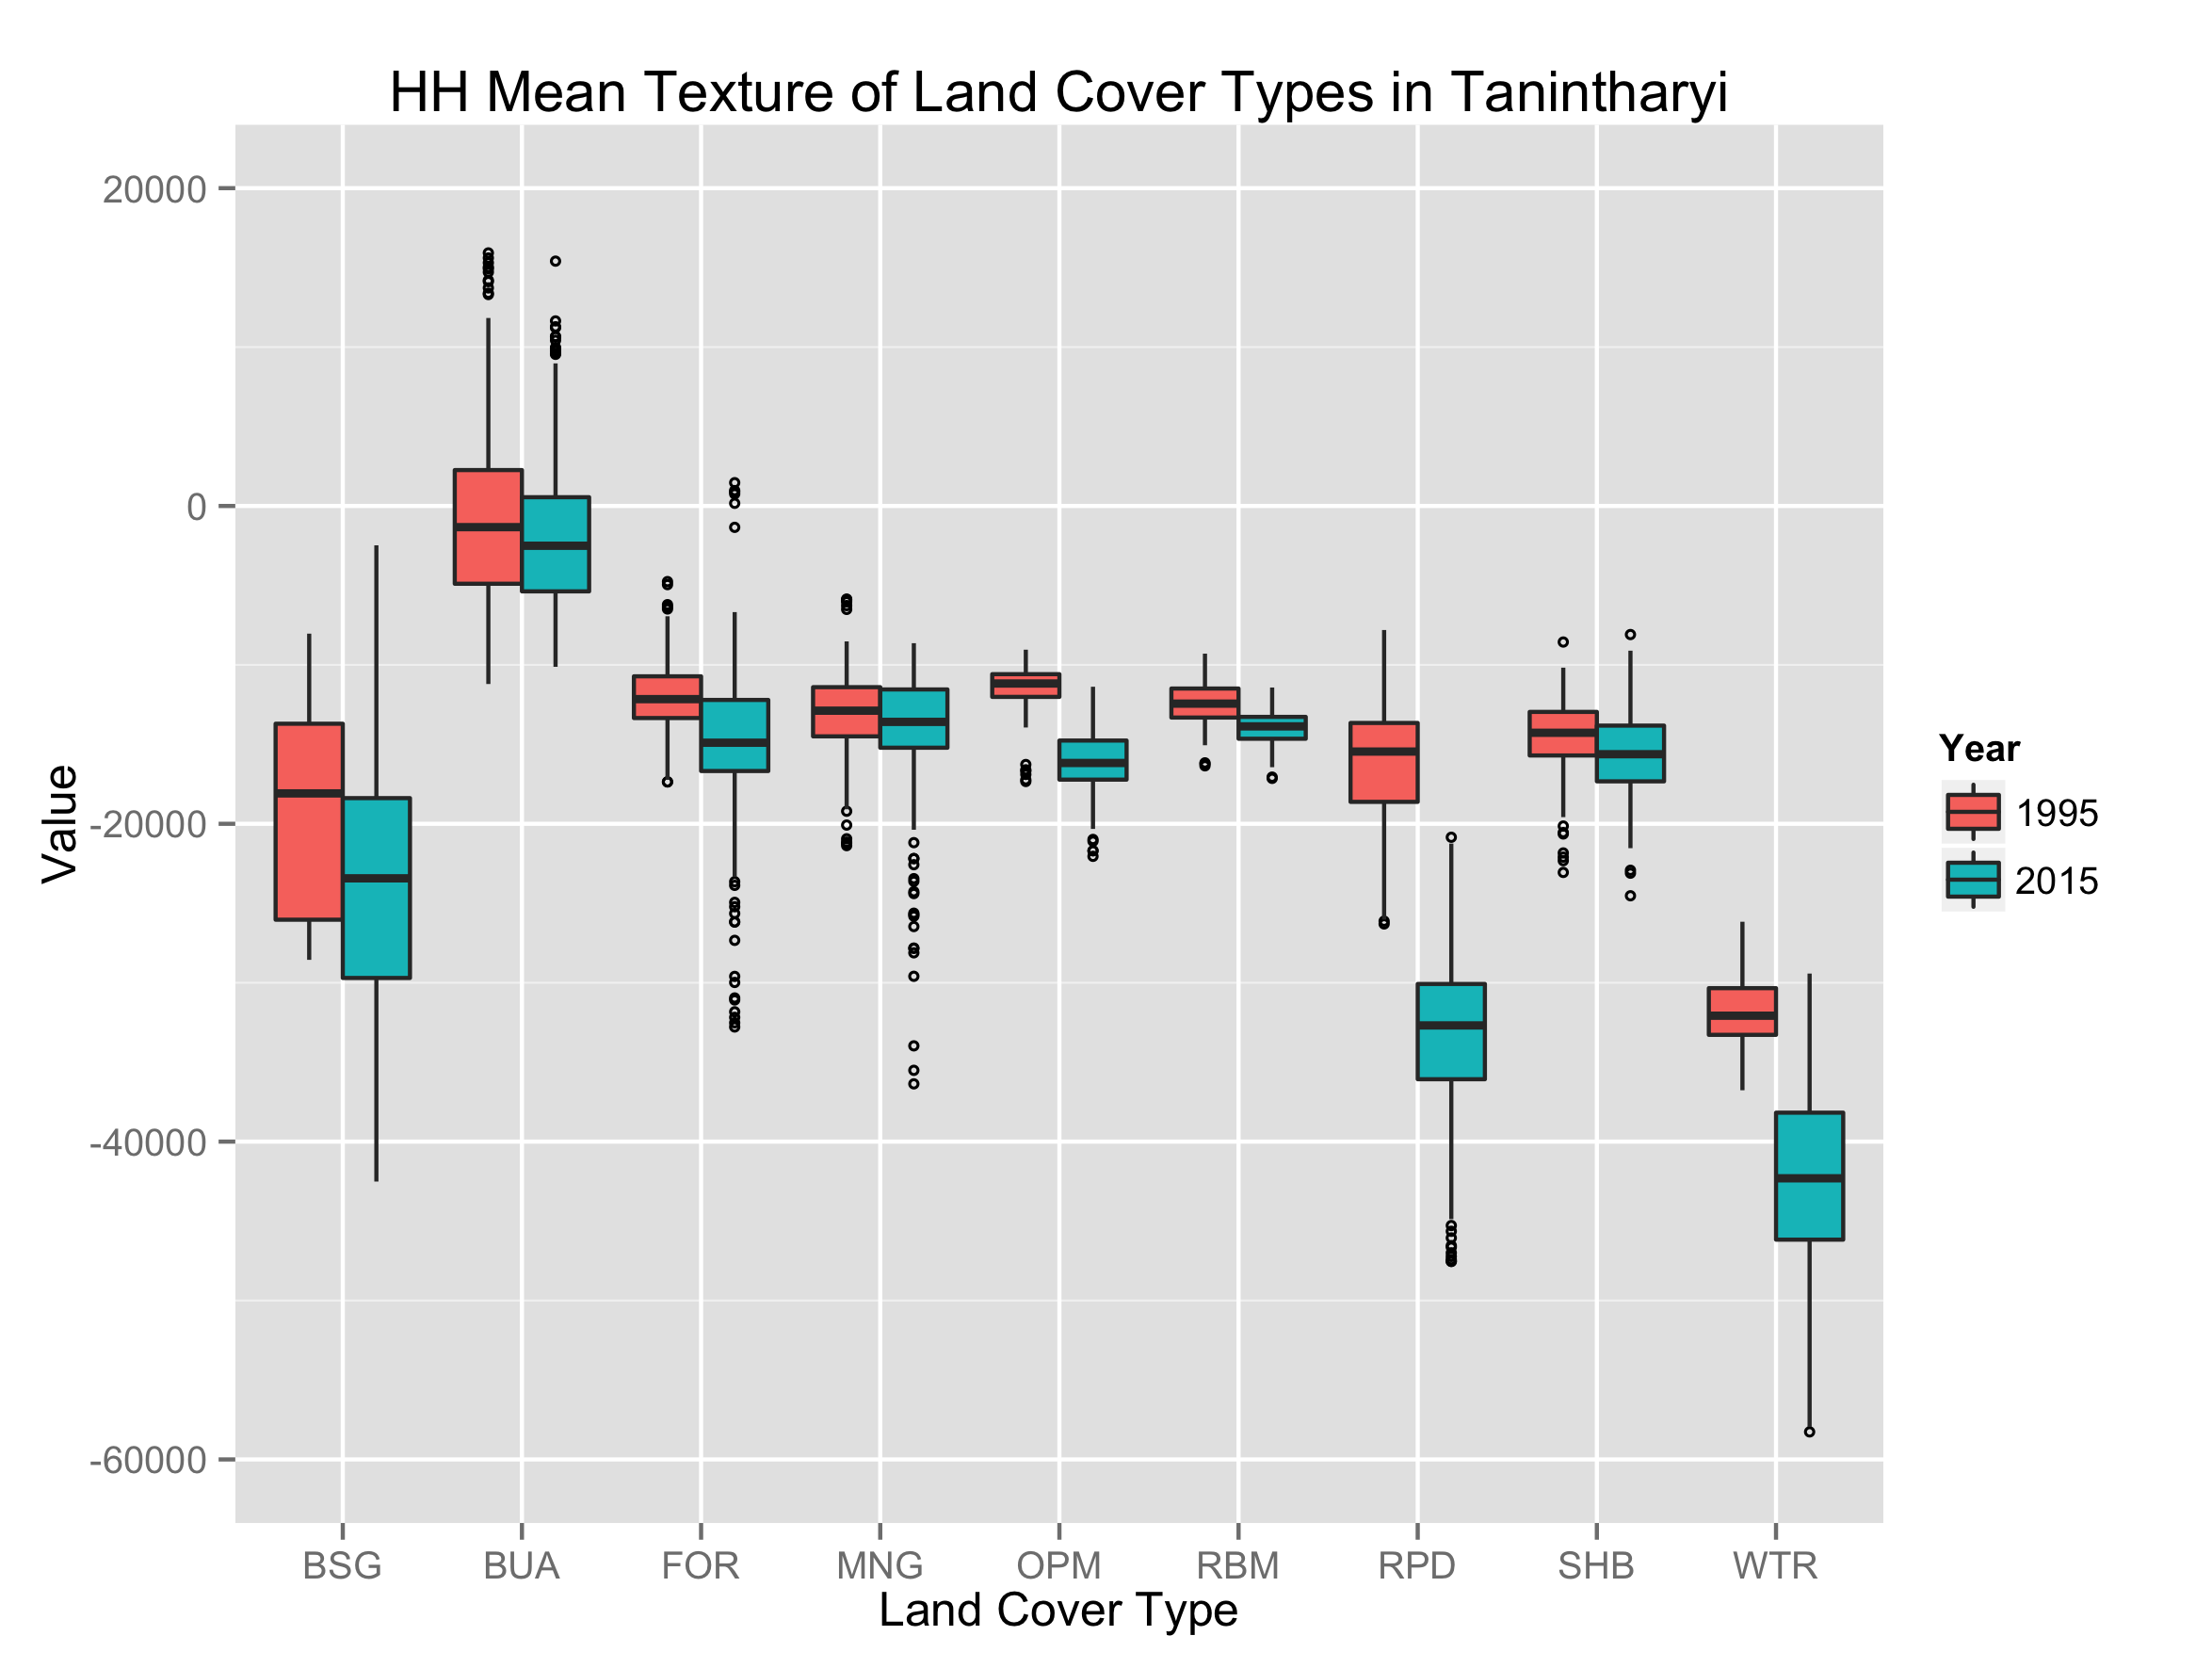 HH Mean Texture of Land Cover Types in Tanintharyi
20000
0
-20000
-40000
-60000
Value
BSG BUA FOR MNG OPM RBM RPD SHB WTR
Land Cover Type
Year
1995
2015